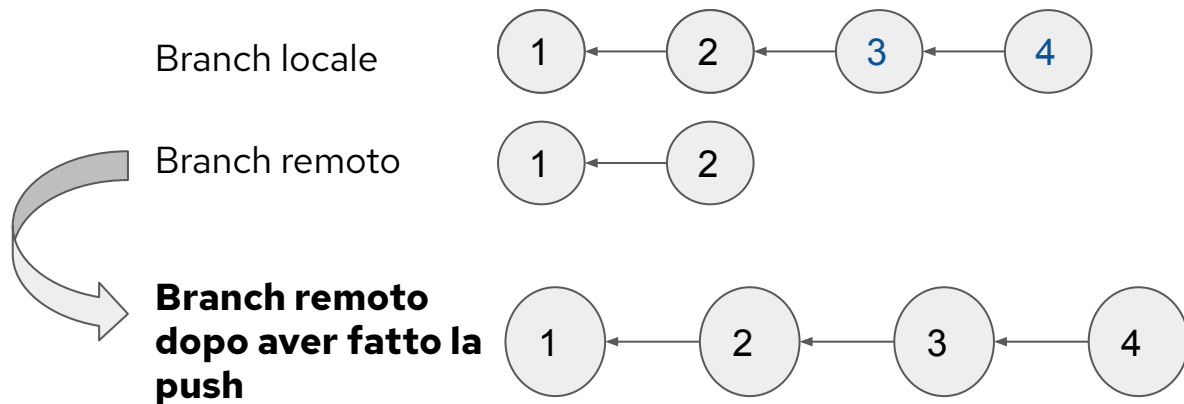 Branch locale 1 2 3 4
Branch remoto 1 2
Branch remoto
dopo aver fatto la 1 2 3 4
push